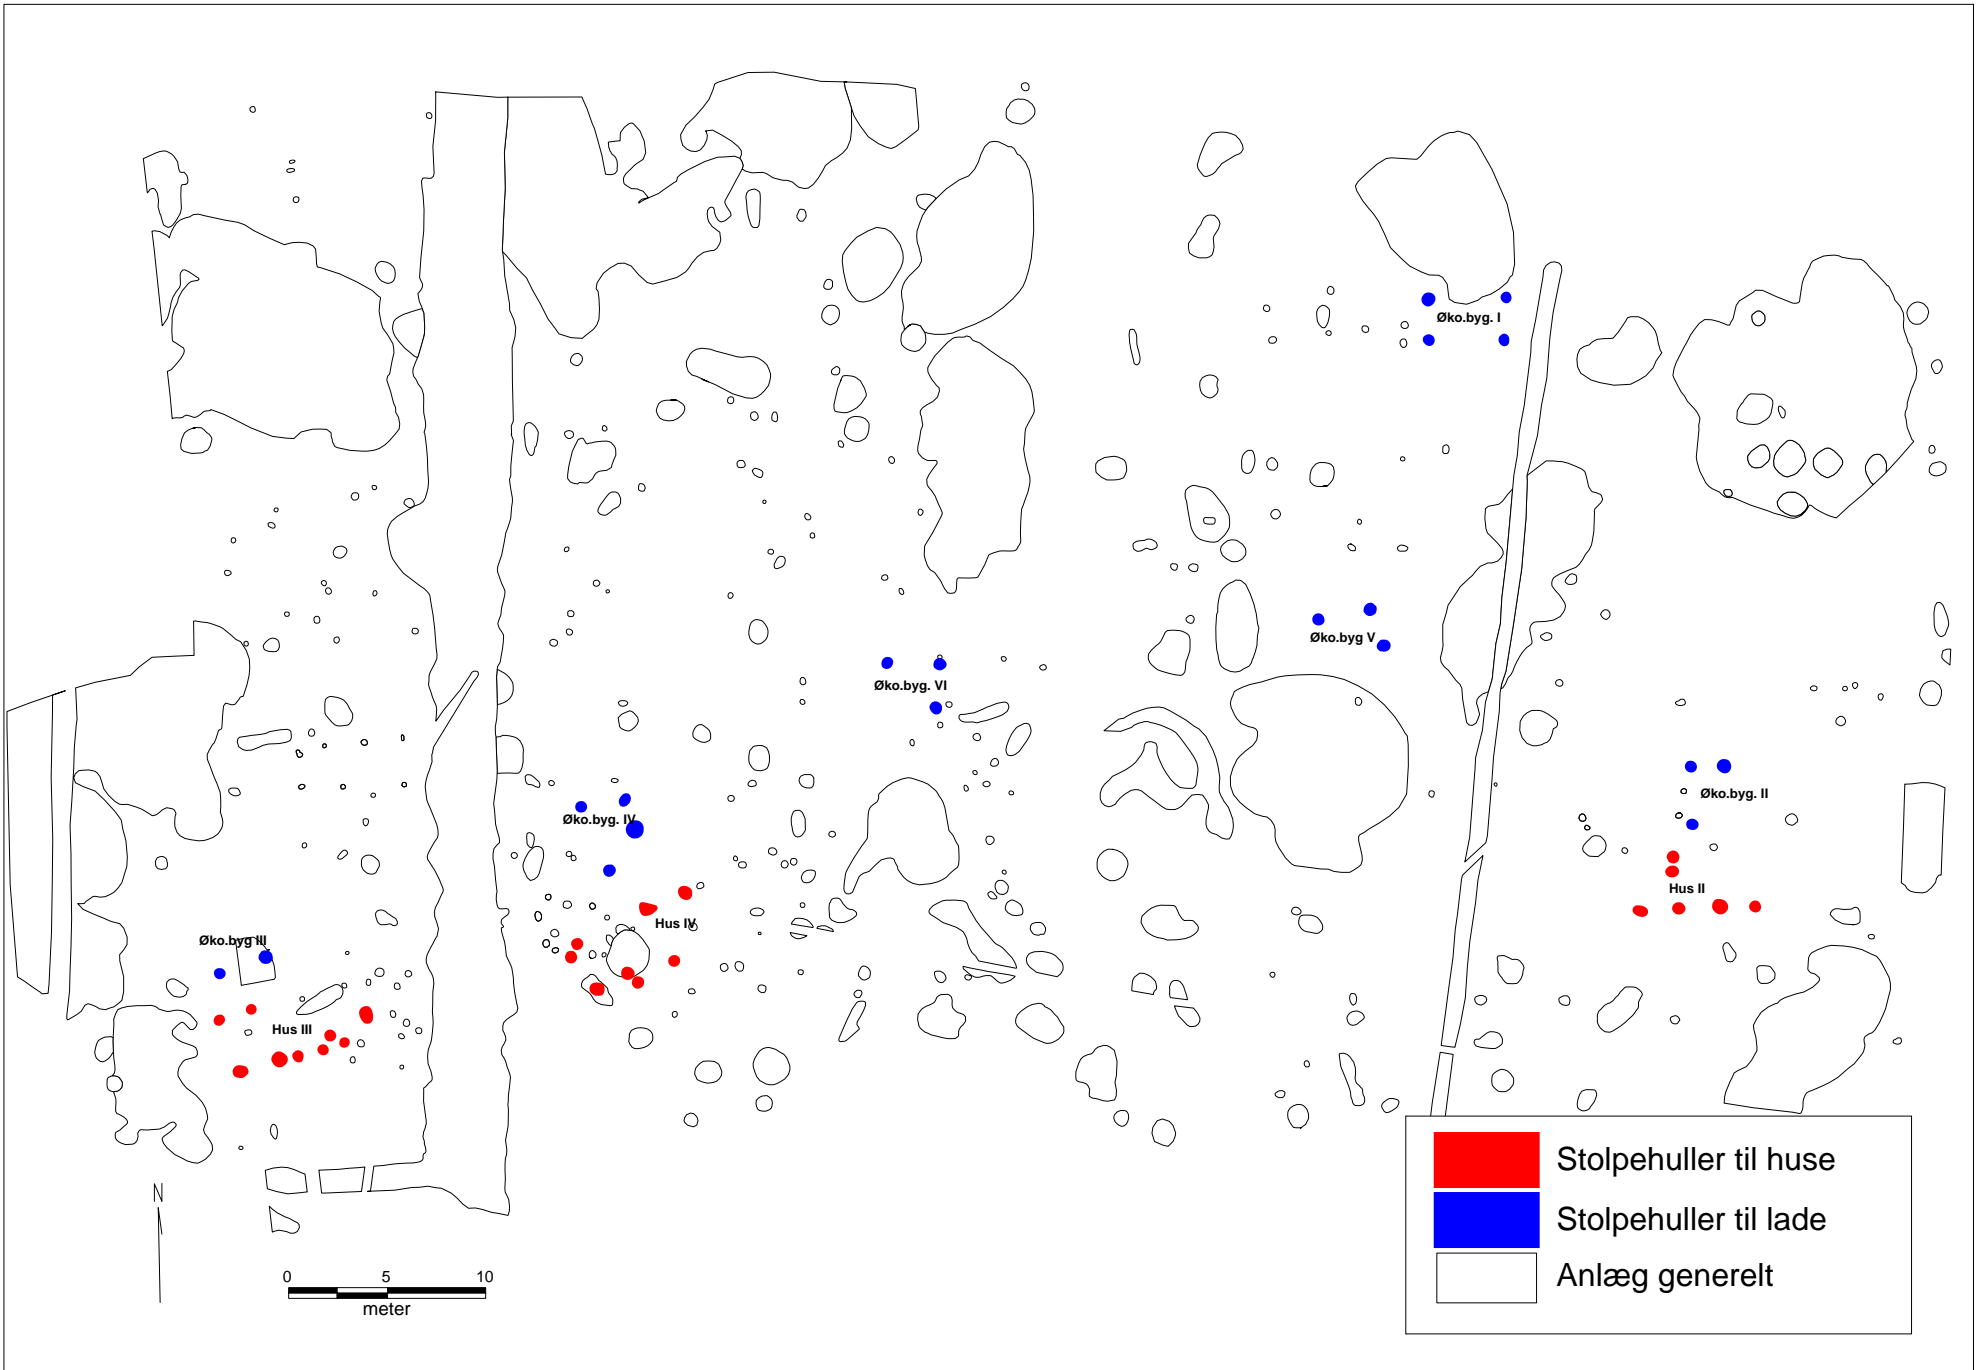 Øko.byg. I
Øko.byg V
Øko.byg. VI
Øko.byg. II
Øko.byg. IV
Hus II
Hus IV
Øko.byg III
Hus III
N
0 5 10
meter
Stolpehuller til huse
Stolpehuller til lade
Anlæg generelt